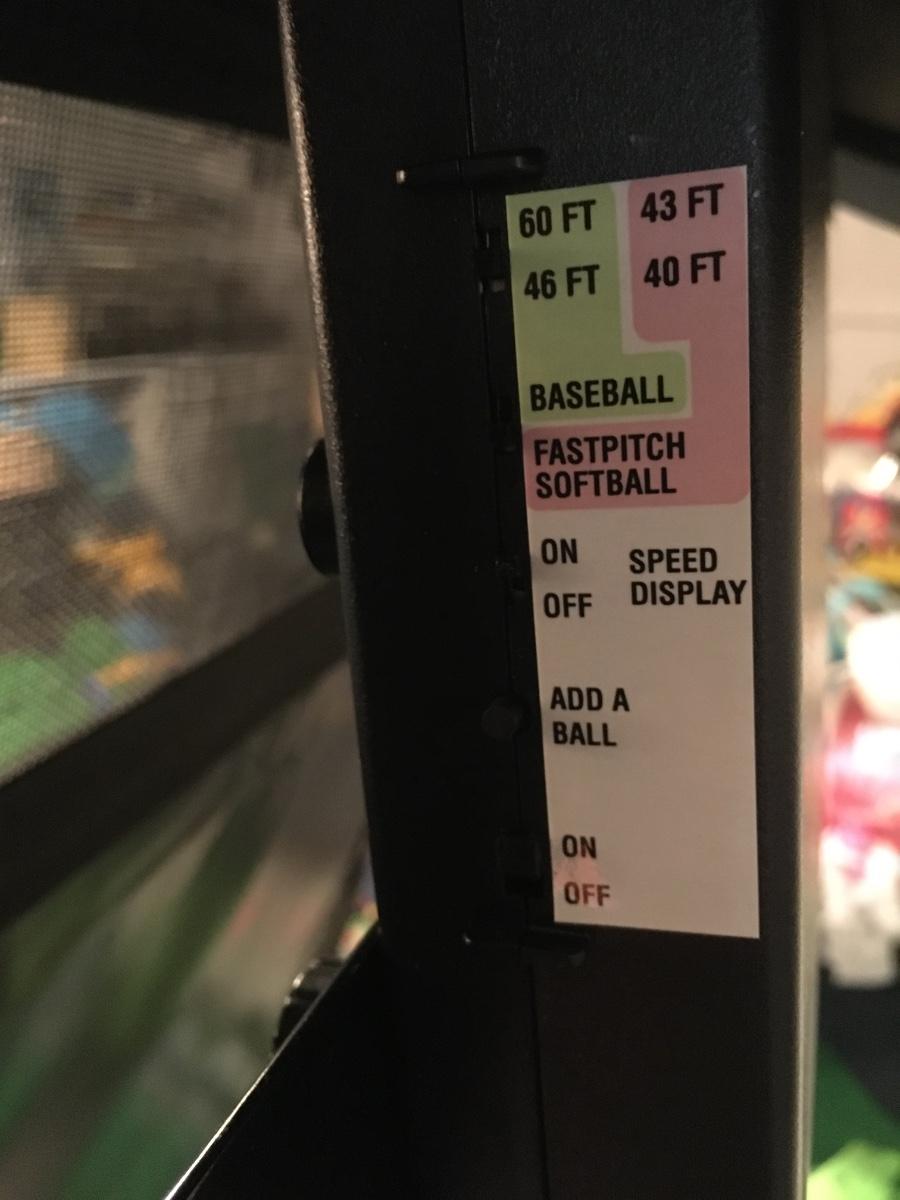 60 FT 43 FT
46 FT 40 FT
BASEBALL
FASTPITCH
SOFTBALL
ON
OFF
SPEED
DISPLAY
ADD A
BALL
ON
OFF